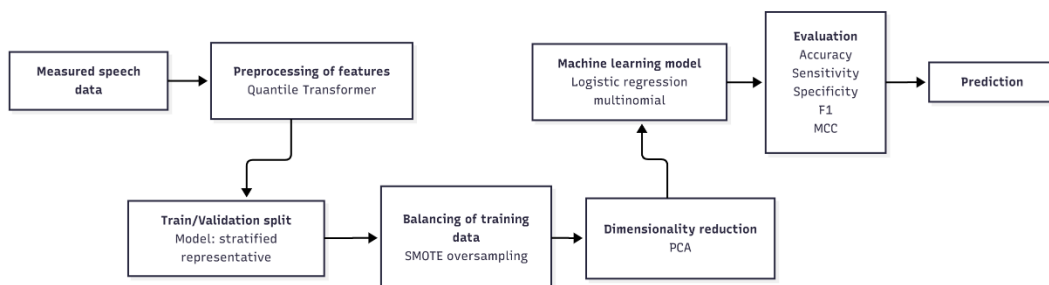 Measured speech
data
Preprocessing of features
Quantile Transformer
Train/Validation split
Model: stratified
representative
Balancing of training
data
SMOTE oversampling
Dimensionality reduction
PCA
Machine learning model
Logistic regression
multinomial
Evaluation
Accuracy
Sensitivity
Specificity
F1
MCC
Prediction